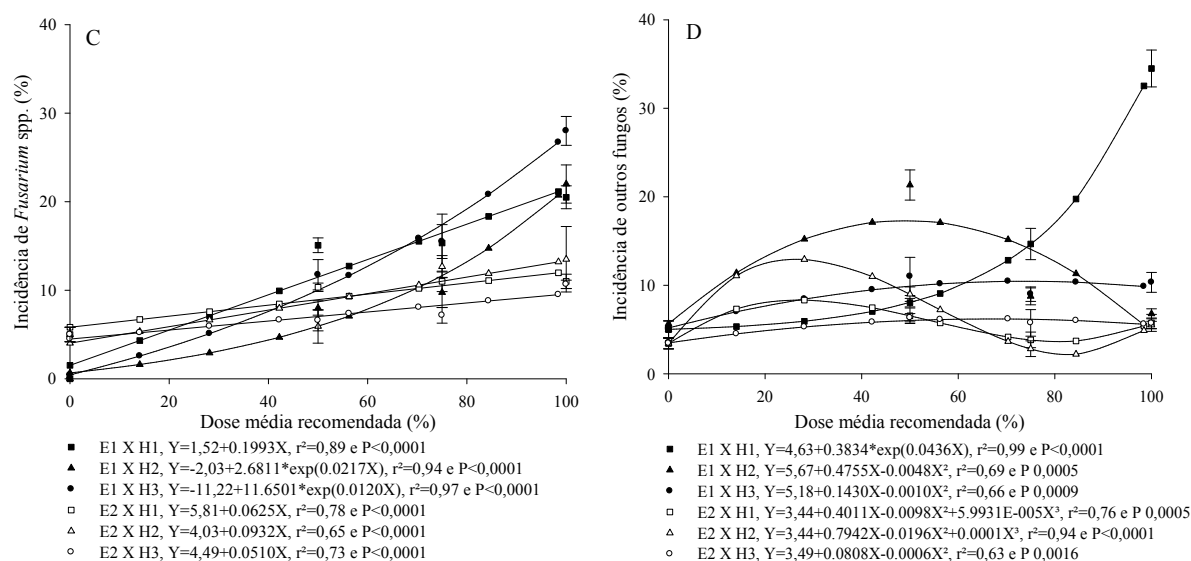 C
Incidência de Fusarium spp. (%)
40
30
20
10
0
0 20 40 60 80 100
Dose média recomendada (%)
E1 X H1, Y=1,52+0.1993X, r²=0,89 e P<0,0001
E1 X H2, Y=-2,03+2.6811*exp(0.0217X), r²=0,94 e P<0,0001
E1 X H3, Y=-11,22+11.6501*exp(0.0120X), r²=0,97 e P<0,0001
E2 X H1, Y=5,81+0.0625X, r²=0,78 e P<0,0001
E2 X H2, Y=4,03+0.0932X, r²=0,65 e P<0,0001
E2 X H3, Y=4,49+0.0510X, r²=0,73 e P<0,0001
D
Incidência de outros fungos (%)
40
30
20
10
0
0 20 40 60 80 100
Dose média recomendada (%)
E1 X H1, Y=4,63+0.3834*exp(0.0436X), r²=0,99 e P<0,0001
E1 X H2, Y=5,67+0.4755X-0.0048X², r²=0,69 e P 0,0005
E1 X H3, Y=5,18+0.1430X-0.0010X², r²=0,66 e P 0,0009
E2 X H1, Y=3,44+0.4011X-0.0098X²+5.9931E-005X³, r²=0,76 e P 0,0005
E2 X H2, Y=3,44+0.7942X-0.0196X²+0.0001X³, r²=0,94 e P<0,0001
E2 X H3, Y=3,49+0.0808X-0.0006X², r²=0,63 e P 0,0016